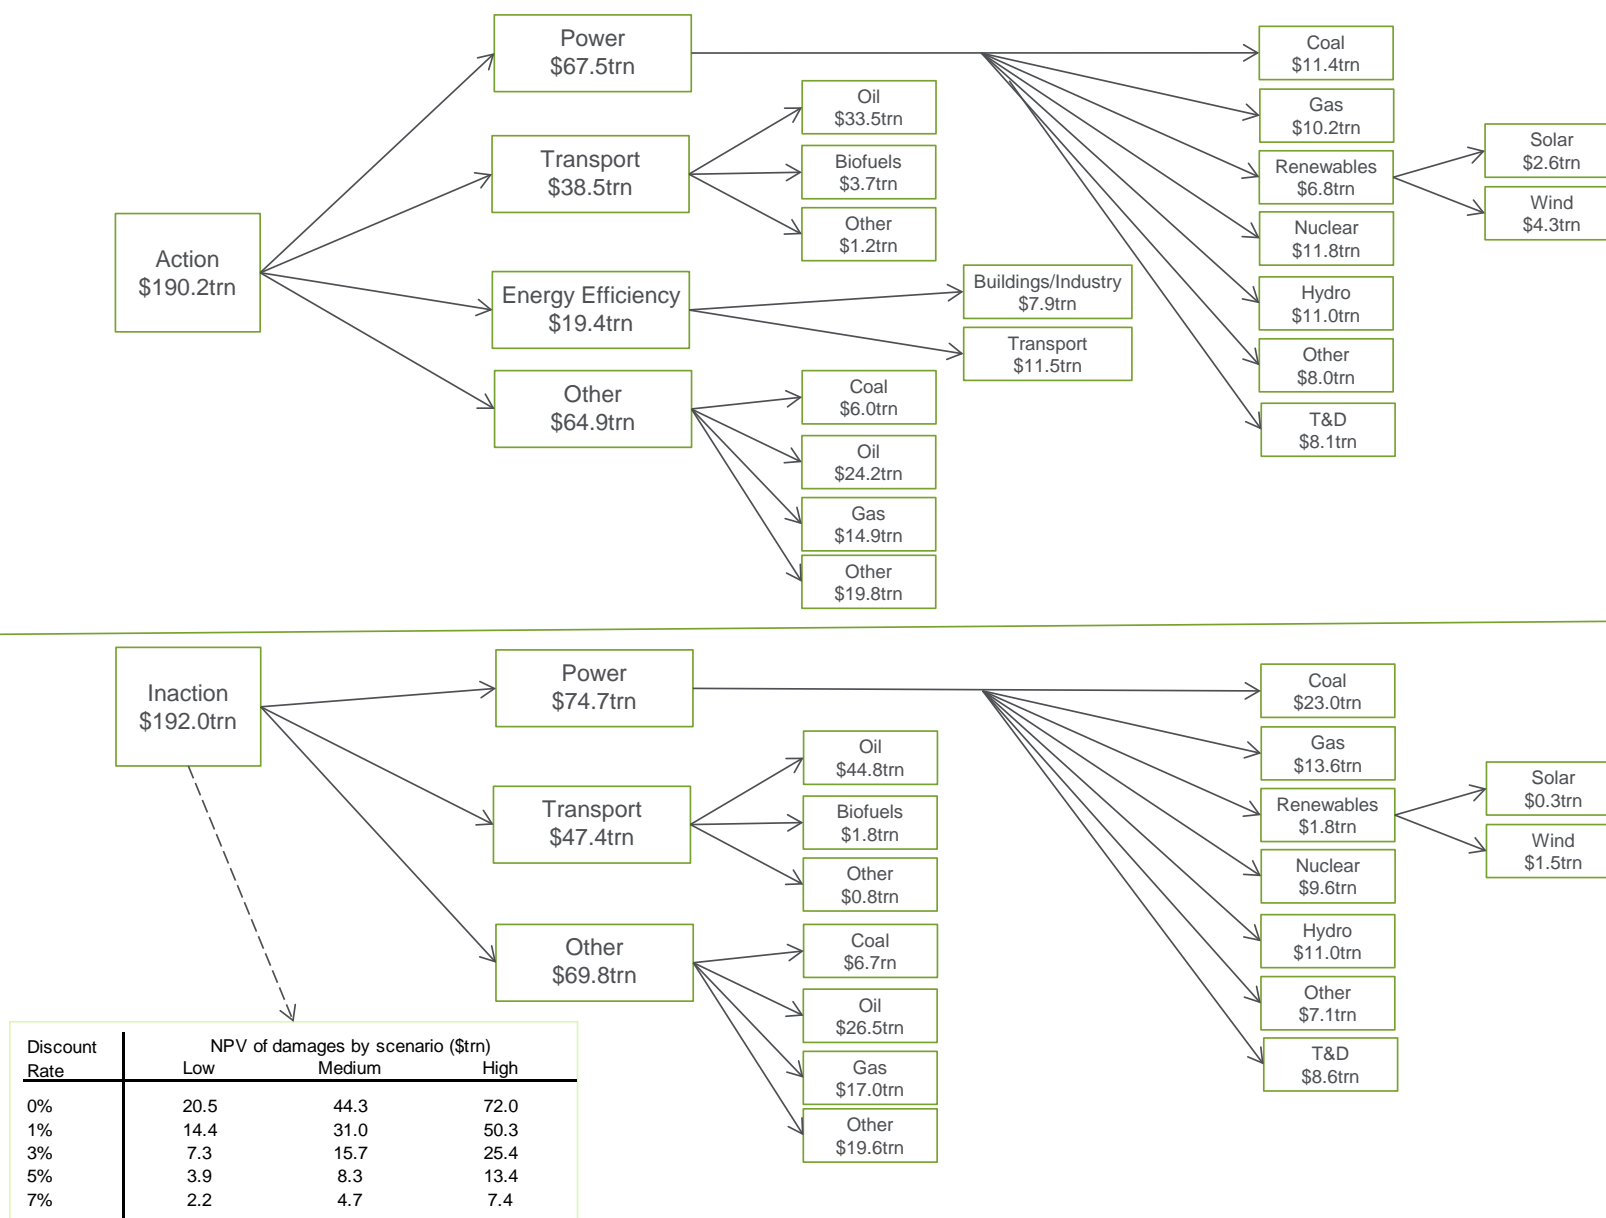 Action
$190.2trn
Power
$67.5trn
Transport
$38.5trn
Energy Efficiency
$19.4trn
Other
$64.9trn
Oil
$33.5trn
Biofuels
$3.7trn
Other
$1.2trn
Buildings/Industry
$7.9trn
Transport
$11.5trn
Coal
$6.0trn
Oil
$24.2trn
Gas
$14.9trn
Other
$19.8trn
Coal
$11.4trn
Gas
$10.2trn
Renewables
$6.8trn
Nuclear
$11.8trn
Hydro
$11.0trn
Other
$8.0trn
T&D
$8.1trn
Solar
$2.6trn
Wind
$4.3trn
Inaction
$192.0trn
Power
$74.7trn
Transport
$47.4trn
Other
$69.8trn
Oil
$44.8trn
Biofuels
$1.8trn
Other
$0.8trn
Coal
$6.7rn
Oil
$26.5trn
Gas
$17.0trn
Other
$19.6trn
Coal
$23.0trn
Gas
$13.6trn
Renewables
$1.8trn
Nuclear
$9.6trn
Hydro
$11.0trn
Other
$7.1trn
T&D
$8.6trn
Solar
$0.3trn
Wind
$1.5trn
Discount NPV of damages by scenario ($trn)
Rate Low Medium High
0% 20.5 44.3 72.0
1% 14.4 31.0 50.3
3% 7.3 15.7 25.4
5% 3.9 8.3 13.4
7% 2.2 4.7 7.4